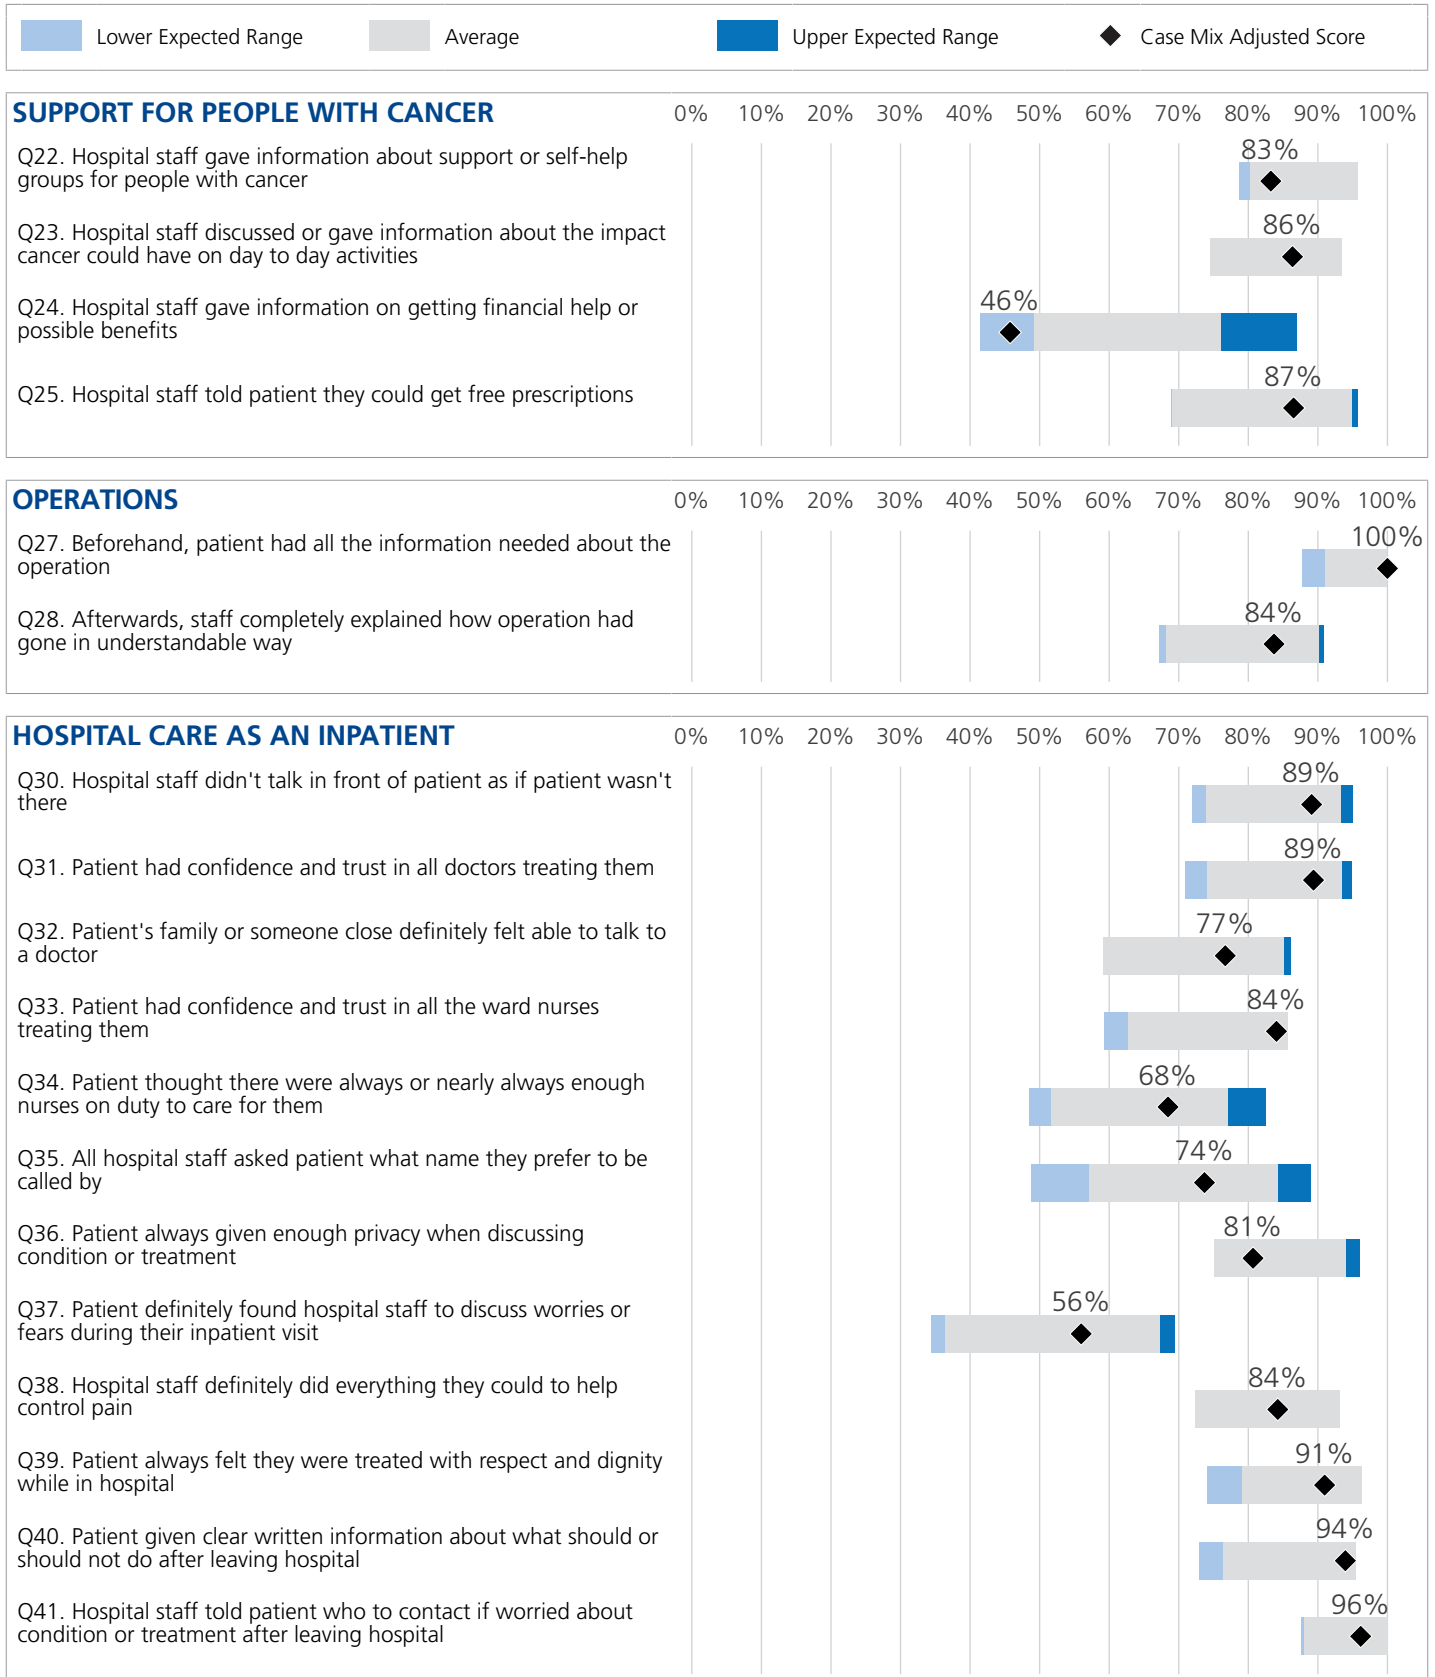 Lower Expected Range Average Upper Expected Range Case Mix Adjusted Score
SUPPORT FOR PEOPLE WITH CANCER 0% 10% 20% 30% 40% 50% 60% 70% 80% 90% 100%
Q22. Hospital staff gave information about support or self-help
groups for people with cancer
83%
Q23. Hospital staff discussed or gave information about the impact
cancer could have on day to day activities
86%
Q24. Hospital staff gave information on getting financial help or
possible benefits
46%
Q25. Hospital staff told patient they could get free prescriptions
87%
OPERATIONS 0% 10% 20% 30% 40% 50% 60% 70% 80% 90% 100%
Q27. Beforehand, patient had all the information needed about the
operation
100%
Q28. Afterwards, staff completely explained how operation had
gone in understandable way
84%
HOSPITAL CARE AS AN INPATIENT 0% 10% 20% 30% 40% 50% 60% 70% 80% 90% 100%
Q30. Hospital staff didn't talk in front of patient as if patient wasn't
there
89%
Q31. Patient had confidence and trust in all doctors treating them
89%
Q32. Patient's family or someone close definitely felt able to talk to
a doctor
77%
Q33. Patient had confidence and trust in all the ward nurses
treating them
84%
Q34. Patient thought there were always or nearly always enough
nurses on duty to care for them
68%
Q35. All hospital staff asked patient what name they prefer to be
called by
74%
Q36. Patient always given enough privacy when discussing
condition or treatment
81%
Q37. Patient definitely found hospital staff to discuss worries or
fears during their inpatient visit
56%
Q38. Hospital staff definitely did everything they could to help
control pain
84%
Q39. Patient always felt they were treated with respect and dignity
while in hospital
91%
Q40. Patient given clear written information about what should or
should not do after leaving hospital
94%
Q41. Hospital staff told patient who to contact if worried about
condition or treatment after leaving hospital
96%